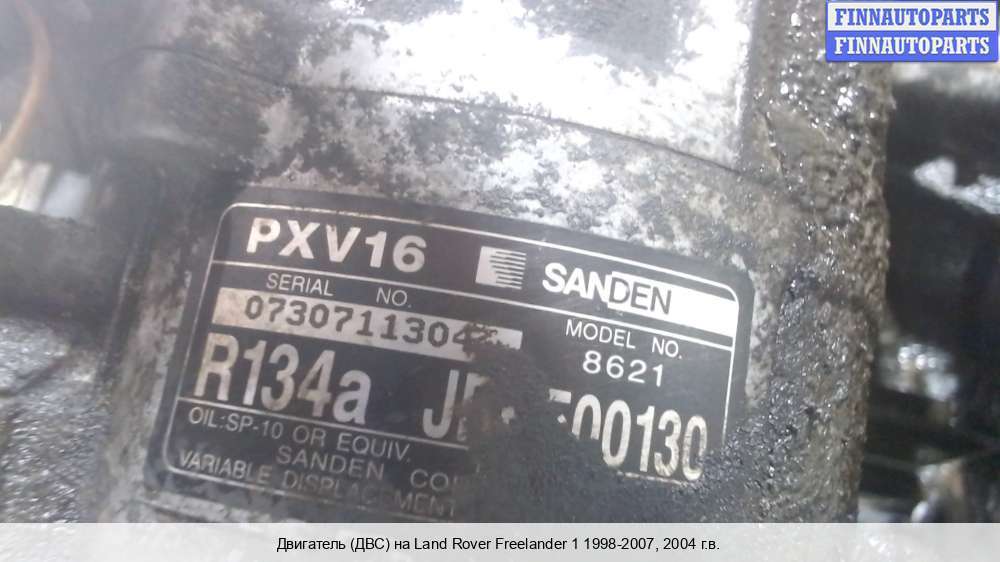 FINNAUTOPARTS
FINNAUTOPARTS
PXV16 SANDEN
SERIAL NO.
MODEL NO.
8621
R134a
OIL:SP-10 OR EQUIV.
SANDEN
VARIABLE DISPLACEMENT
Двигатель (ДВС) на Land Rover Freelander 1 1998-2007, 2004 г.в.